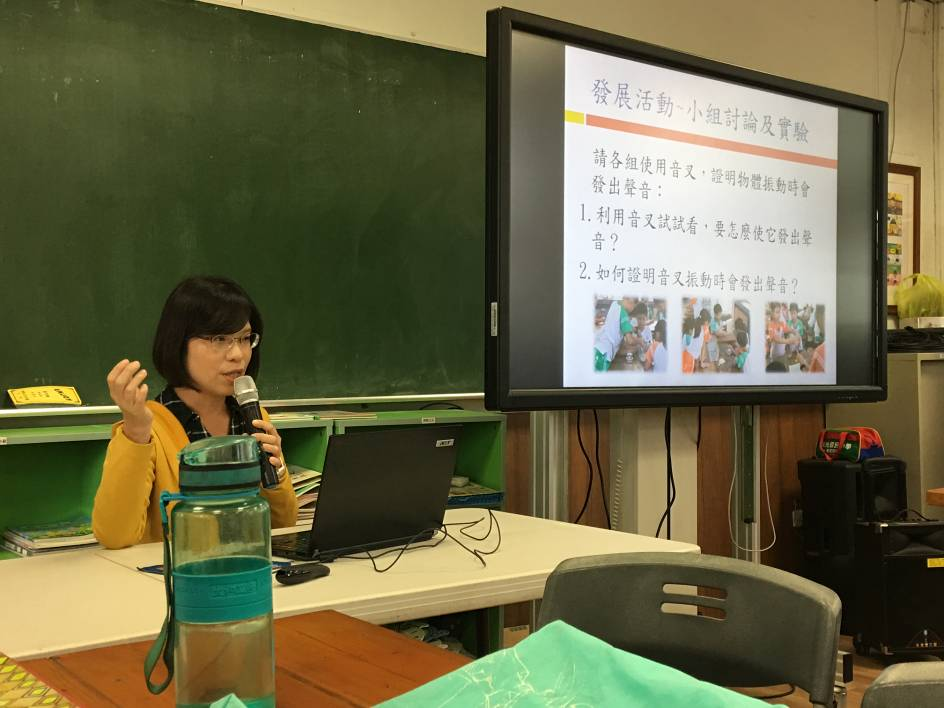 發展活動~小組討論及實驗
請各組使用音叉，證明物體振動時會
發出聲音：
1.利用音叉試試看，要怎麼使它發出聲
音？
2.如何證明音叉振動時會發出聲音？
acer